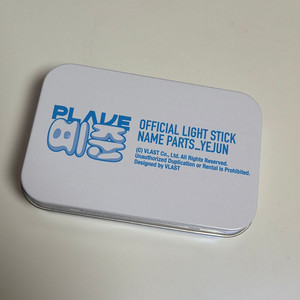 PLAVE
예준
OFFICIAL LIGHT STICK
NAME PARTS_YEJUN
(C) VLAST Co., Ltd. All Rights Reserved.
Unauthorized Duplication or Rental is Prohibited.
Designed by VLAST